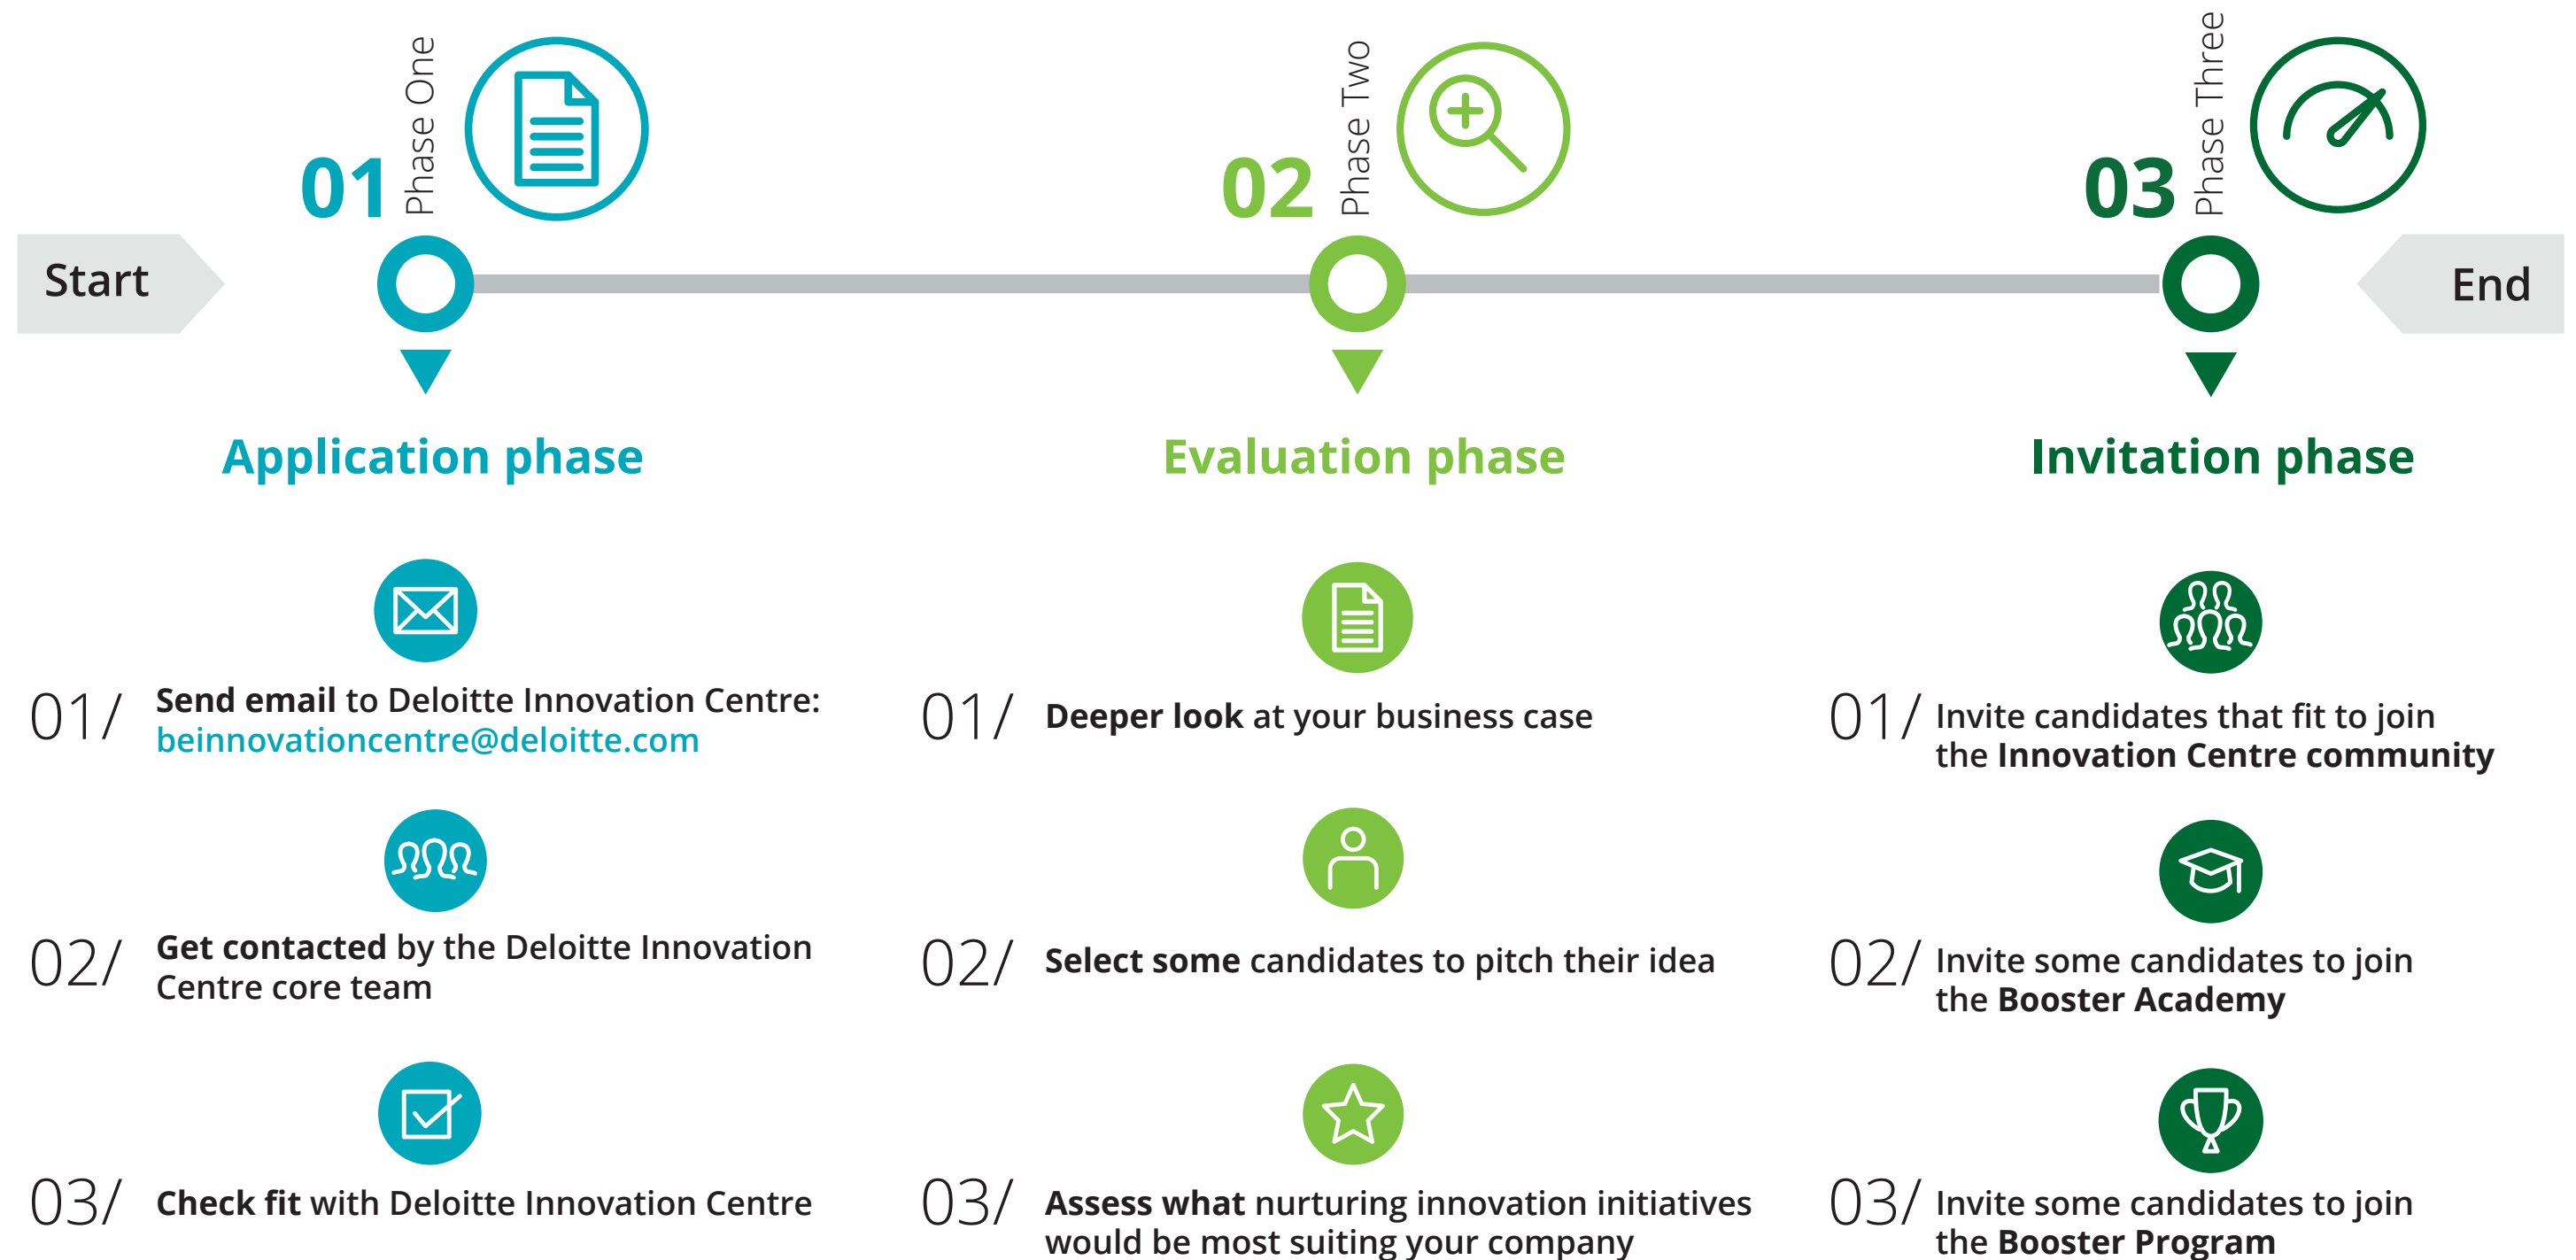 01 Phase One
02 Phase Two
03 Phase Three
Start
End
Application phase
01/ Send email to Deloitte Innovation Centre:
beinnovationcentre@deloitte.com
02/ Get contacted by the Deloitte Innovation
Centre core team
03/ Check fit with Deloitte Innovation Centre
Evaluation phase
01/ Deeper look at your business case
02/ Select some candidates to pitch their idea
03/ Assess what nurturing innovation initiatives
would be most suiting your company
Invitation phase
01/ Invite candidates that fit to join
the Innovation Centre community
02/ Invite some candidates to join
the Booster Academy
03/ Invite some candidates to join
the Booster Program